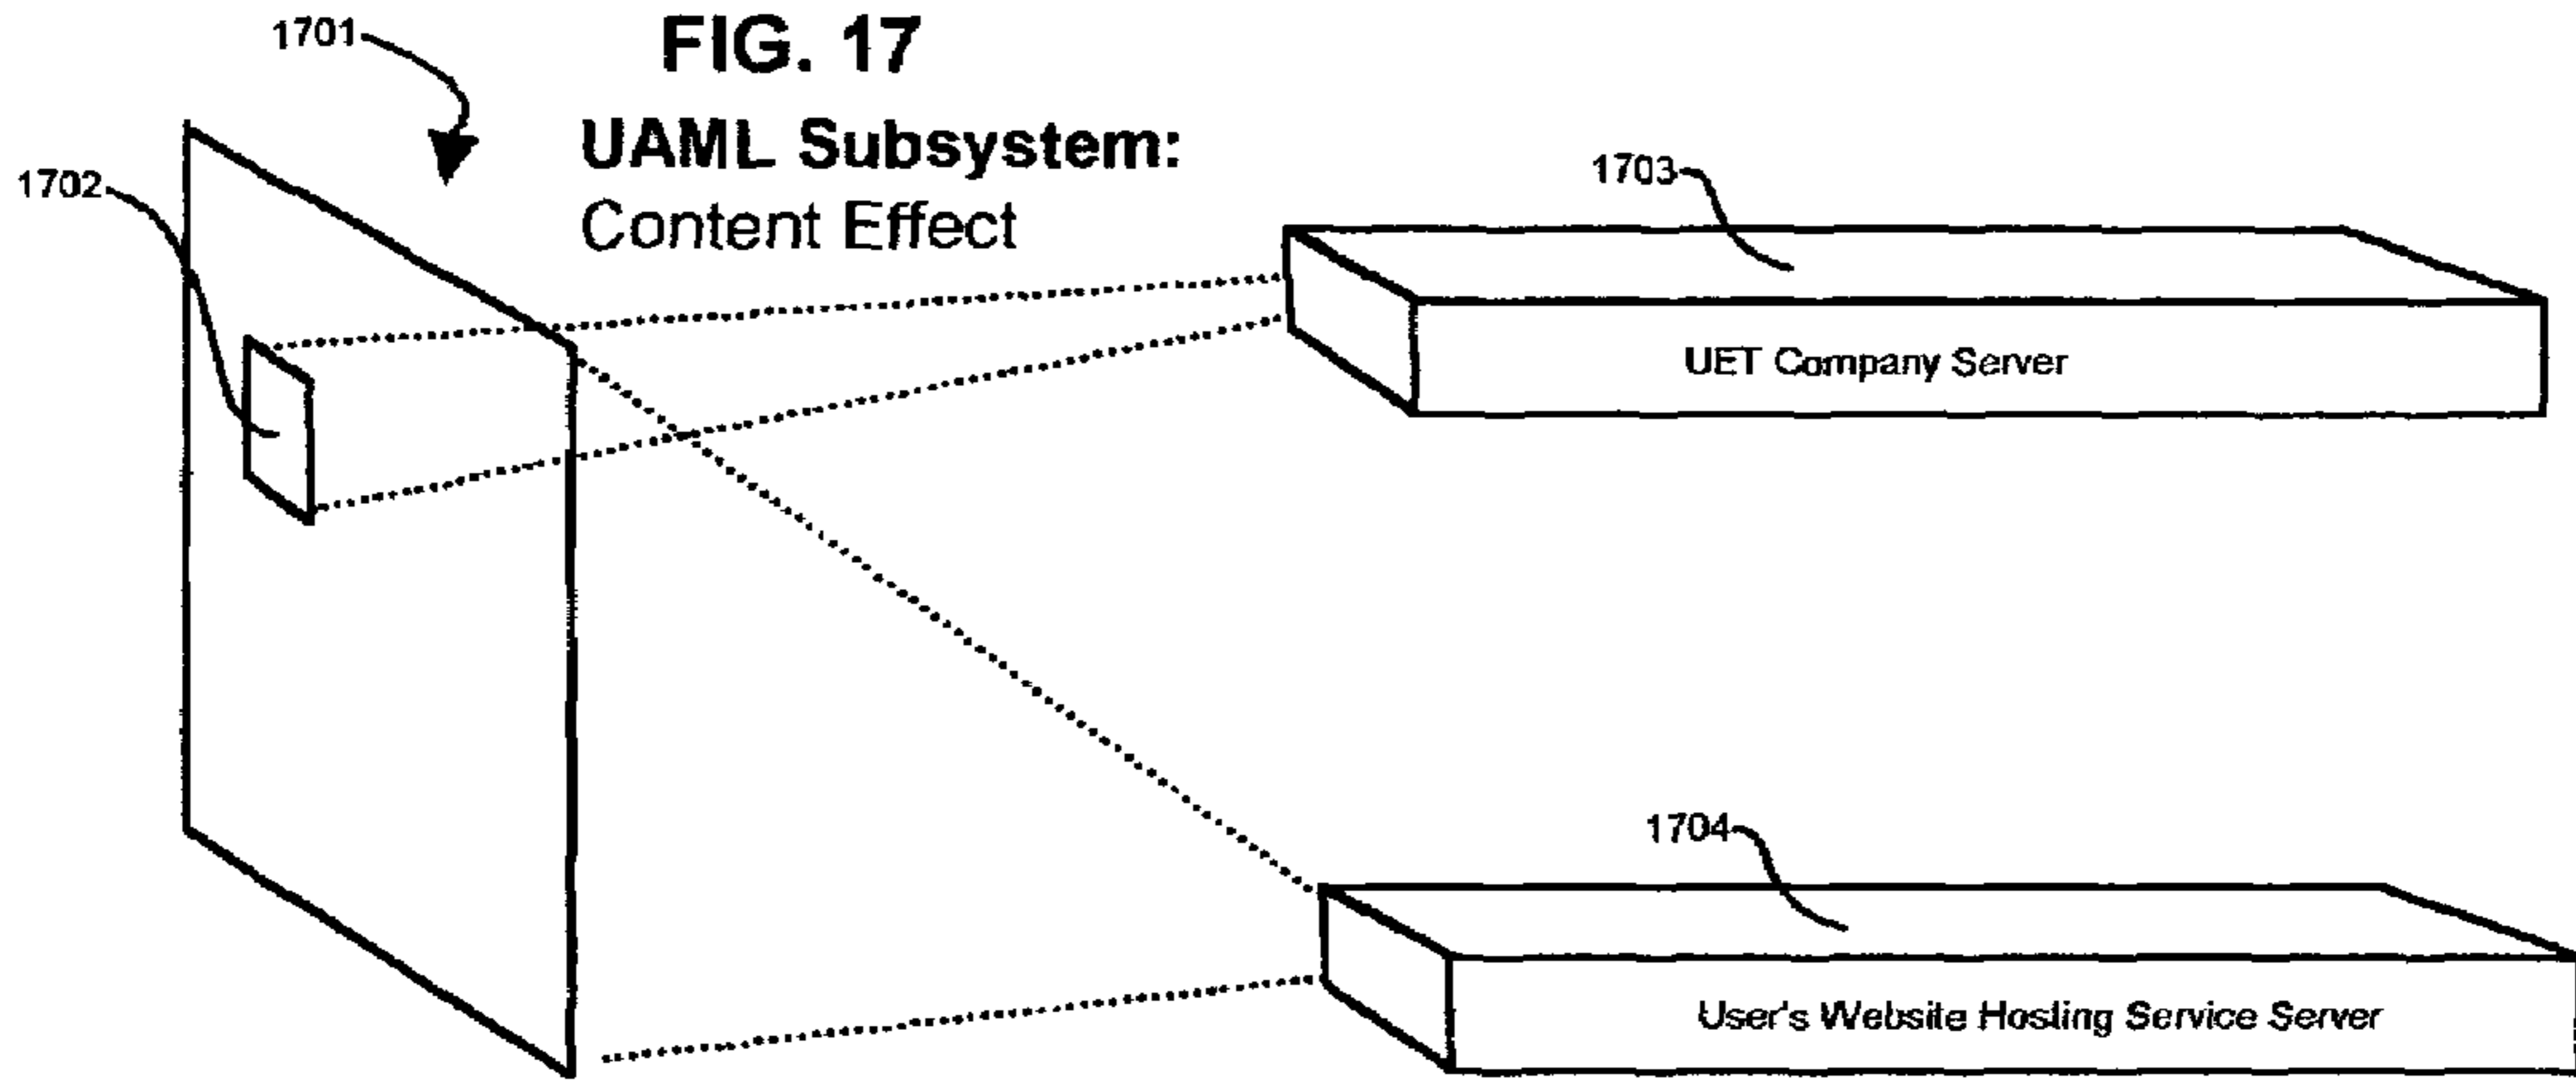 1701
FIG. 17
UAML Subsystem:
Content Effect
1702
1703
UET Company Server
1704
User's Website Hosting Service Server